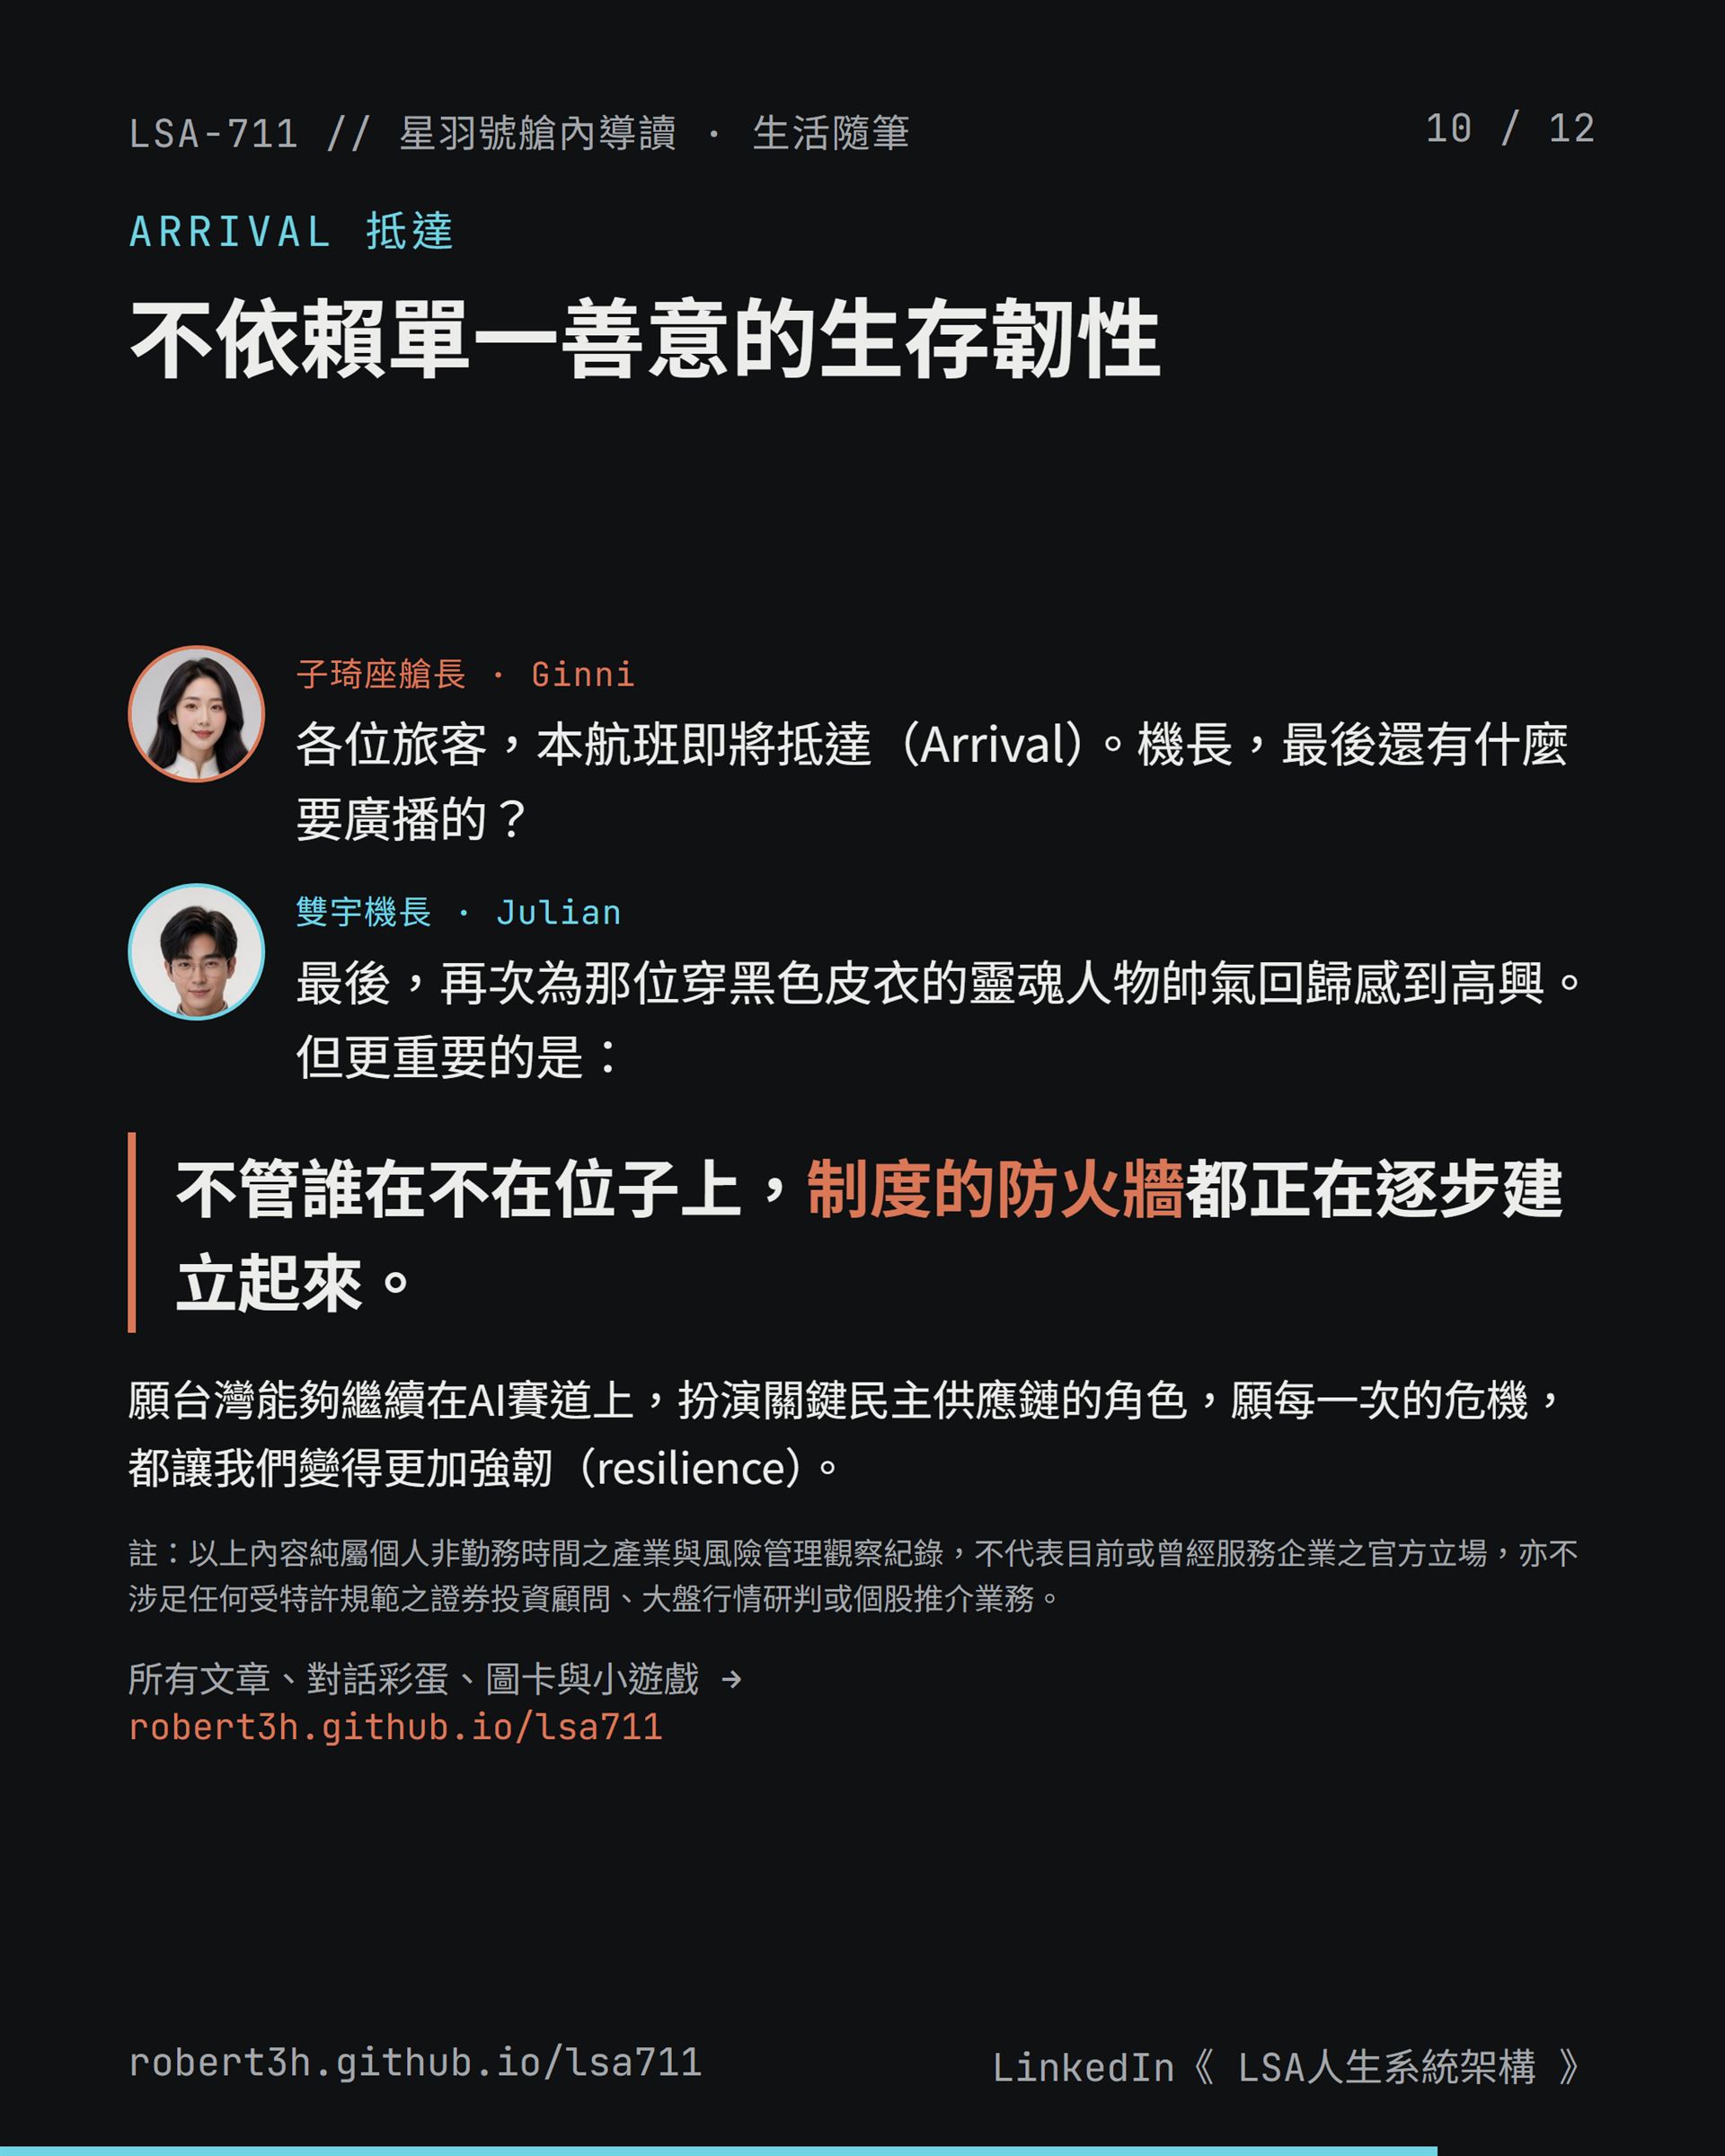 LSA-711 // 星羽號艙內導讀 · 生活隨筆
10 / 12
ARRIVAL 抵達
不依賴單一善意的生存韌性
子琦座艙長 · Ginni
各位旅客，本航班即將抵達（Arrival）。機長，最後還有什麼
要廣播的？
雙宇機長 · Julian
最後，再次為那位穿黑色皮衣的靈魂人物帥氣回歸感到高興。
但更重要的是：
不管誰在不在位子上，制度的防火牆都正在逐步建
立起來。
願台灣能夠繼續在AI賽道上，扮演關鍵民主供應鏈的角色，願每一次的危機，
都讓我們變得更加強韌（resilience）。
註：以上內容純屬個人非勤務時間之產業與風險管理觀察紀錄，不代表目前或曾經服務企業之官方立場，亦不
涉足任何受特許規範之證券投資顧問、大盤行情研判或個股推介業務。
所有文章、對話彩蛋、圖卡與小遊戲 →
robert3h.github.io/lsa711
robert3h.github.io/lsa711
LinkedIn《 LSA人生系統架構 》